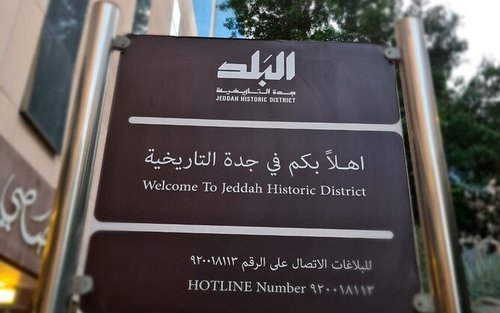 البلد
جدة التاريخية
JEDDAH HISTORIC DISTRICT
اهلاً بكم في جدة التاريخية
Welcome To Jeddah Historic District
للبلاغات الاتصال على الرقم ٩٢٠٠١٨١١٣
HOTLINE Number ٩٢٠٠١٨١١٣